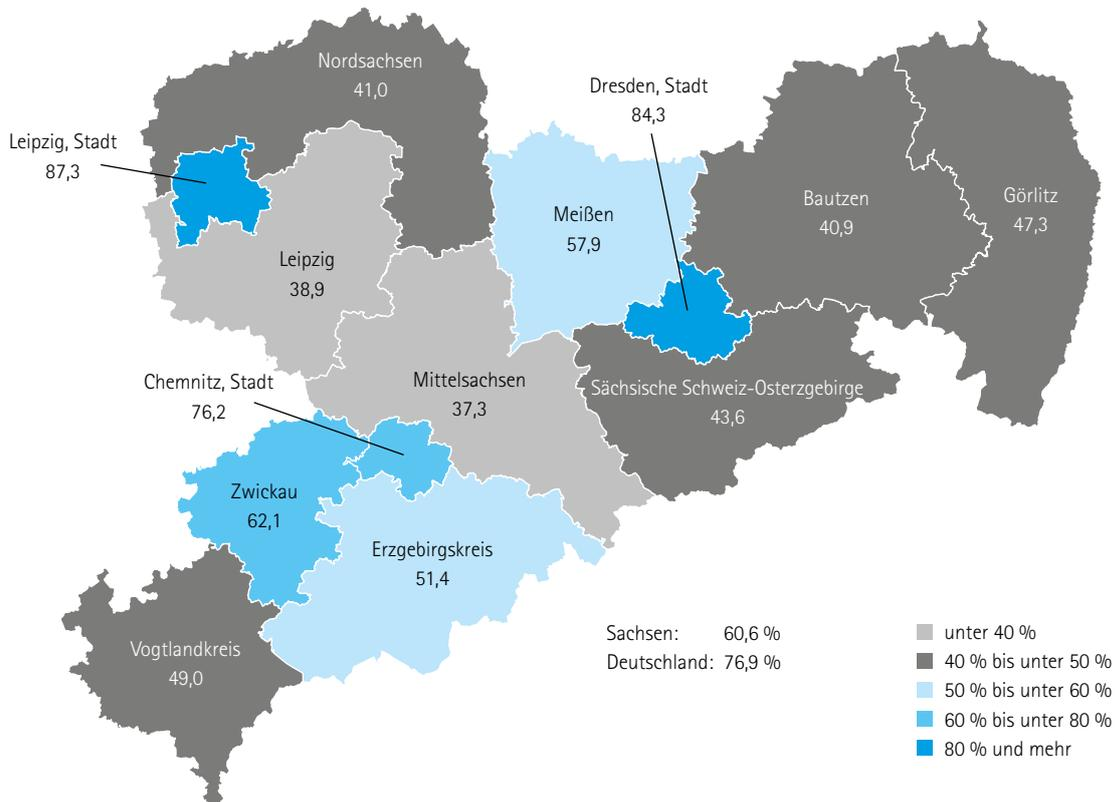 Nordsachsen
41,0
Dresden, Stadt
84,3
Leipzig, Stadt
87,3
Meißen
57,9
Bautzen
40,9
Görlitz
47,3
Leipzig
38,9
Chemnitz, Stadt
76,2
Mittelsachsen
37,3
Sächsische Schweiz-Osterzgebirge
43,6
Zwickau
62,1
Erzgebirgskreis
51,4
Vogtlandkreis
49,0
Sachsen: 60,6 %
Deutschland: 76,9 %
unter 40 %
40 % bis unter 50 %
50 % bis unter 60 %
60 % bis unter 80 %
80 % und mehr